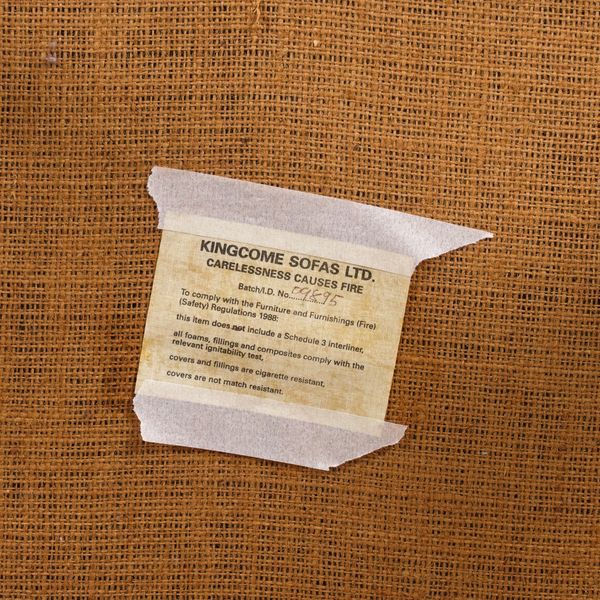 KINGCOME SOFAS LTD.
CARELESSNESS CAUSES FIRE
Batch/I.D. No. 09895
To comply with the Furniture and Furnishings (Fire)
(Safety) Regulations 1988:
this item does not include a Schedule 3 interliner,
all foams, fillings and composites comply with the
relevant ignitability test,
covers and fillings are cigarette resistant,
covers are not match resistant.